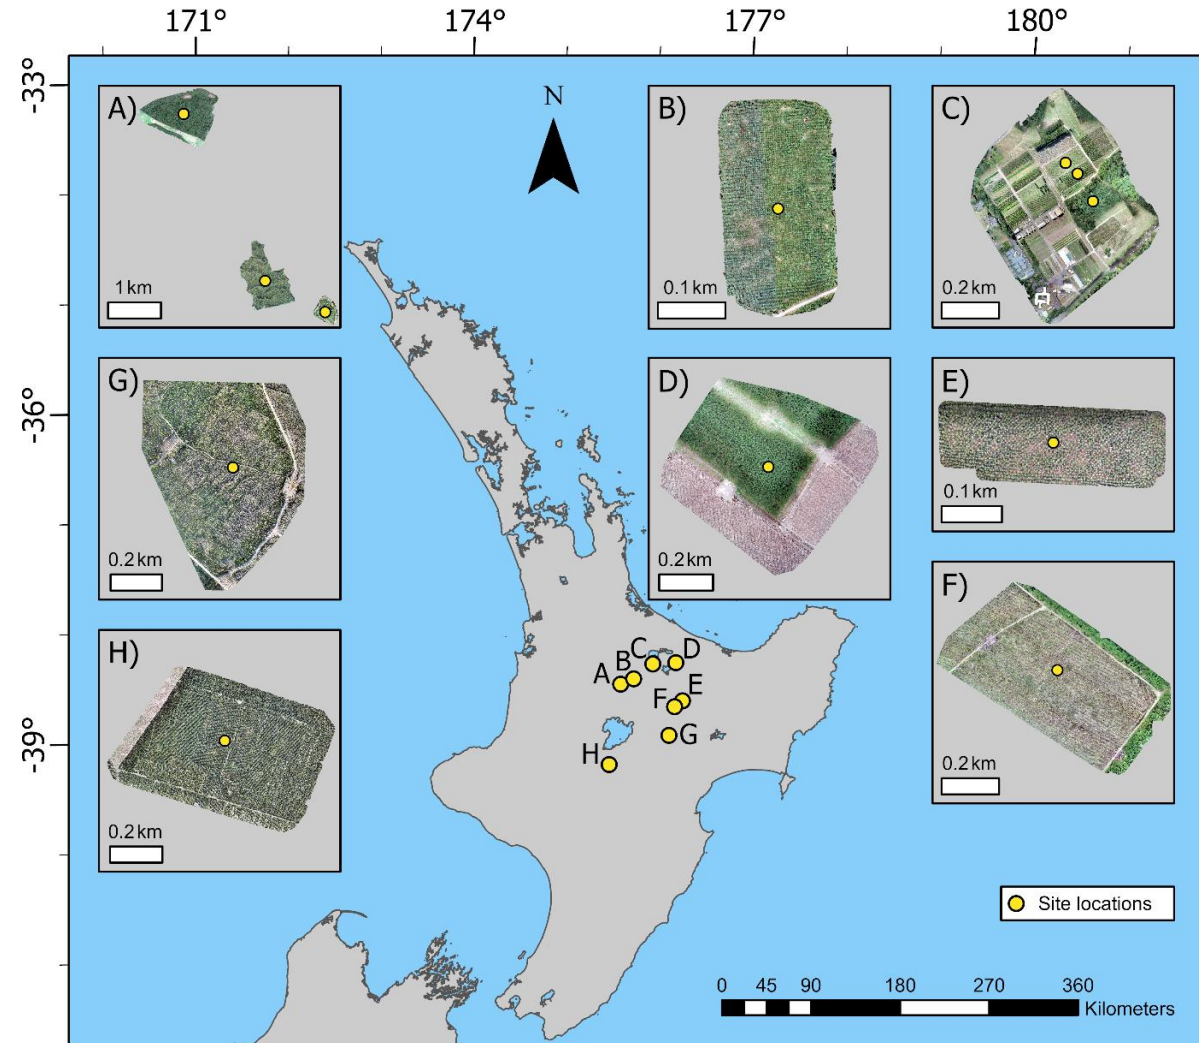 171° 174° 177° 180°
-33°
-36°
-39°
N
A)
1 km
B)
0.1 km
C)
0.2 km
G)
0.2 km
D)
0.2 km
E)
0.1 km
F)
0.2 km
H)
0.2 km
C D
B
A
E
F
G
H
Site locations
0 45 90 180 270 360
Kilometers